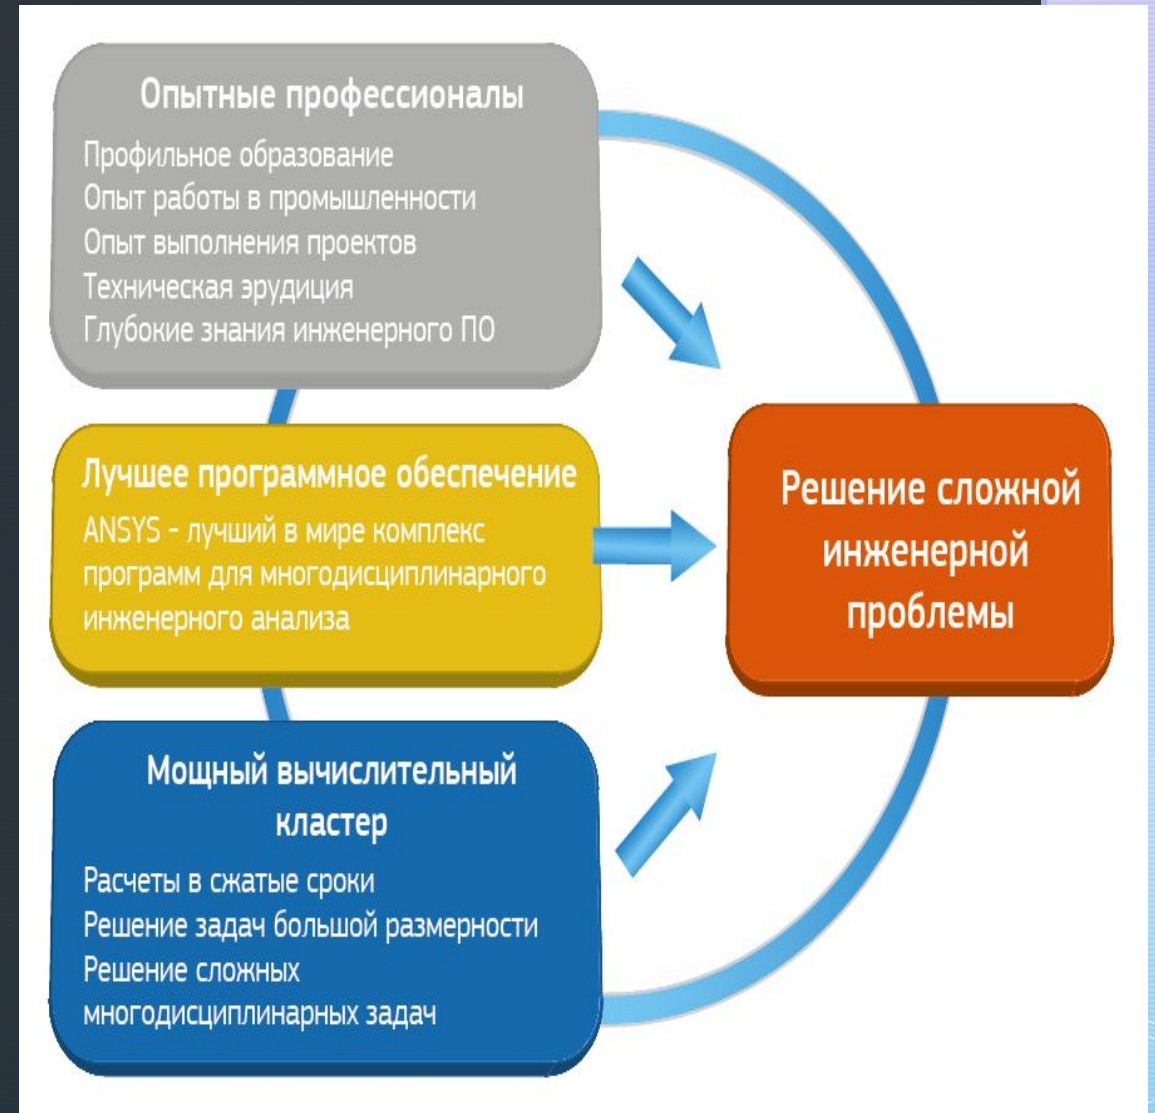 Опытные профессионалы
Профильное образование
Опыт работы в промышленности
Опыт выполнения проектов
Техническая эрудиция
Глубокие знания инженерного ПО
Лучшее программное обеспечение
ANSYS - лучший в мире комплекс
программ для многодисциплинарного
инженерного анализа
Мощный вычислительный
кластер
Расчеты в сжатые сроки
Решение задач большой размерности
Решение сложных
многодисциплинарных задач
Решение сложной
инженерной
проблемы